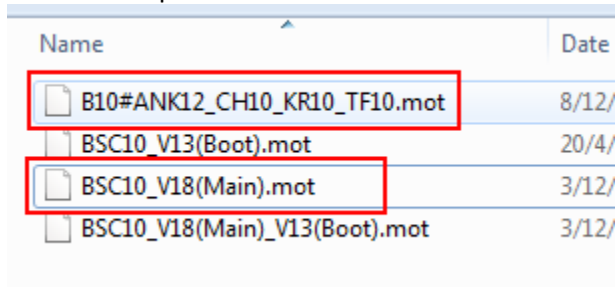 Name Date
B10#ANK12_CH10_KR10_TF10.mot 8/12/
BSC10_V13(Boot).mot 20/4/
BSC10_V18(Main).mot 3/12/
BSC10_V18(Main)_V13(Boot).mot 3/12/